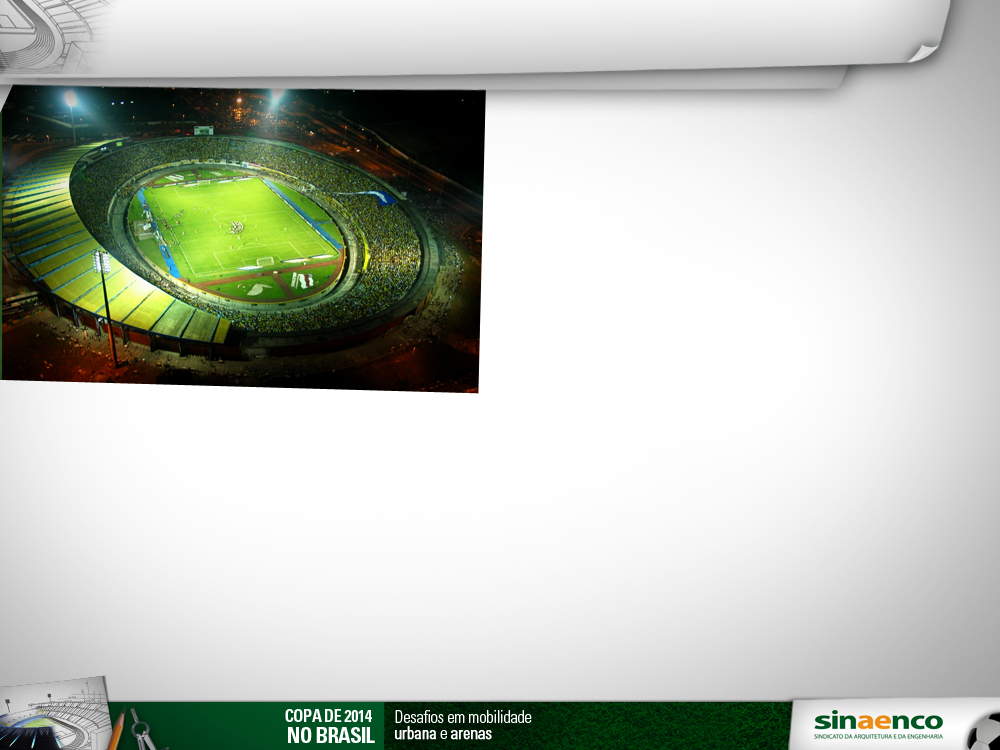 COPA DE 2014
NO BRASIL
Desafios em mobilidade
urbana e arenas
sinaenco
SINDICATO DA ARQUITETURA E DA ENGENHARIA